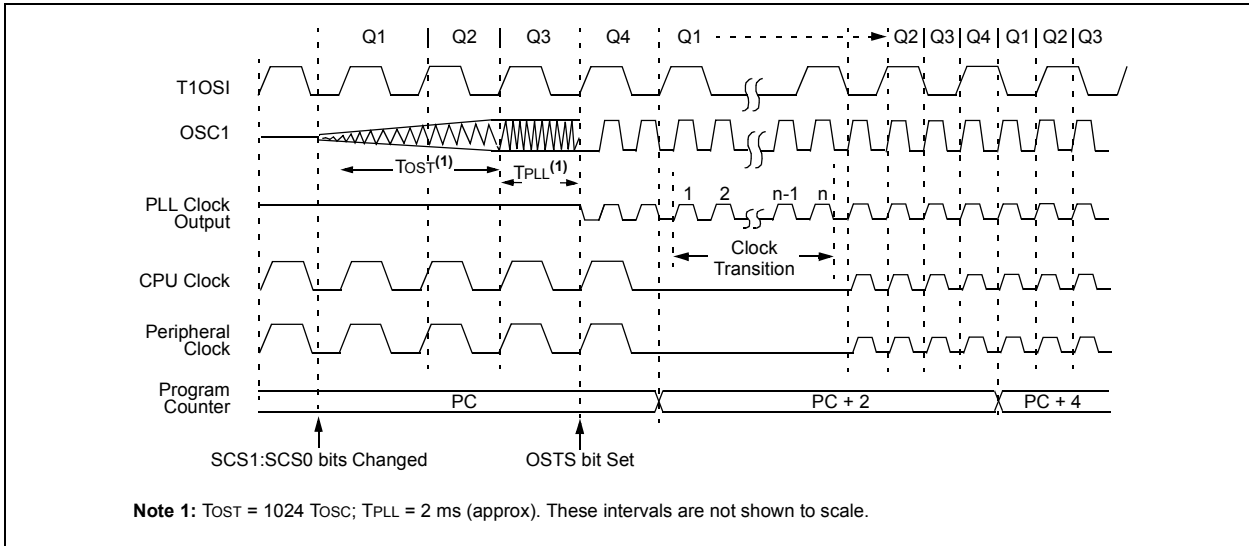 Q1 Q2 Q3 Q4 Q1 Q2 Q3 Q4 Q1 Q2 Q3
T1OSI
OSC1
TOST(1)
TPLL(1)
1 2 n-1 n
PLL Clock
Output
Clock
Transition
CPU Clock
Peripheral
Clock
Program
Counter
PC PC + 2 PC + 4
SCS1:SCS0 bits Changed OSTS bit Set
Note 1: TOST = 1024 TOSC; TPLL = 2 ms (approx). These intervals are not shown to scale.